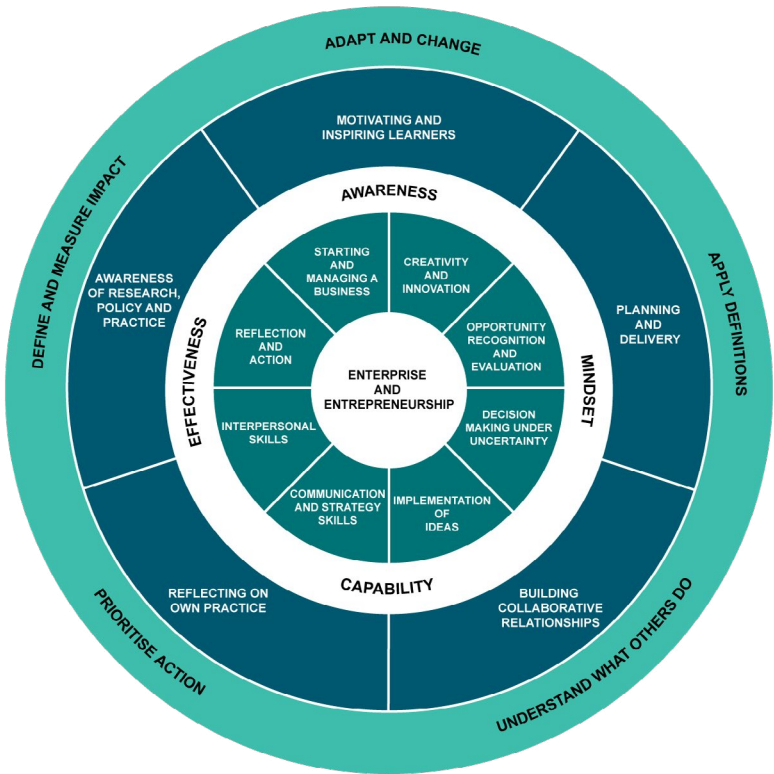 ADAPT AND CHANGE
APPLY DEFINITIONS
UNDERSTAND WHAT OTHERS DO
PRIORITISE ACTION
DEFINE AND MEASURE IMPACT
MOTIVATING AND
INSPIRING LEARNERS
PLANNING
AND
DELIVERY
BUILDING
COLLABORATIVE
RELATIONSHIPS
REFLECTING ON
OWN PRACTICE
AWARENESS
OF RESEARCH,
POLICY AND
PRACTICE
AWARENESS
MINDSET
CAPABILITY
EFFECTIVENESS
CREATIVITY
AND
INNOVATION
OPPORTUNITY
RECOGNITION
AND
EVALUATION
DECISION
MAKING UNDER
UNCERTAINTY
IMPLEMENTATION
OF
IDEAS
COMMUNICATION
AND STRATEGY
SKILLS
INTERPERSONAL
SKILLS
REFLECTION
AND
ACTION
STARTING
AND
MANAGING A
BUSINESS
ENTERPRISE
AND
ENTREPRENEURSHIP